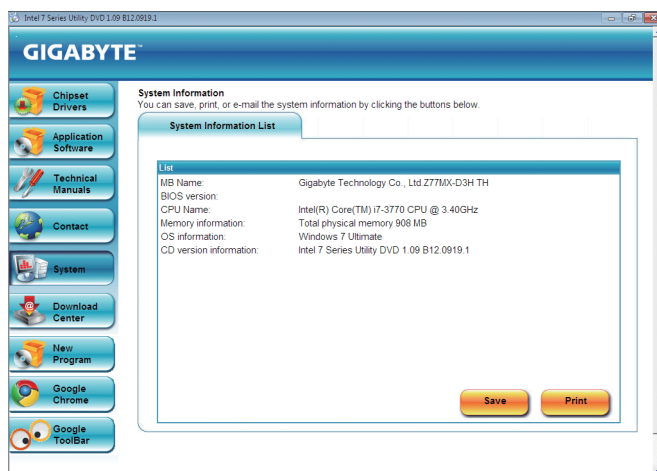 Intel 7 Series Utility DVD 1.09 B12.0919.1
GIGABYTE™
Chipset
Drivers
Application
Software
Technical
Manuals
Contact
System
Download
Center
New
Program
Google
Chrome
Google
ToolBar
System Information
You can save, print, or e-mail the system information by clicking the buttons below.
System Information List
List
MB Name: Gigabyte Technology Co., Ltd.Z77MX-D3H TH
BIOS version:
CPU Name: Intel(R) Core(TM) i7-3770 CPU @ 3.40GHz
Memory information: Total physical memory 908 MB
OS information: Windows 7 Ultimate
CD version information: Intel 7 Series Utility DVD 1.09 B12.0919.1
Save Print